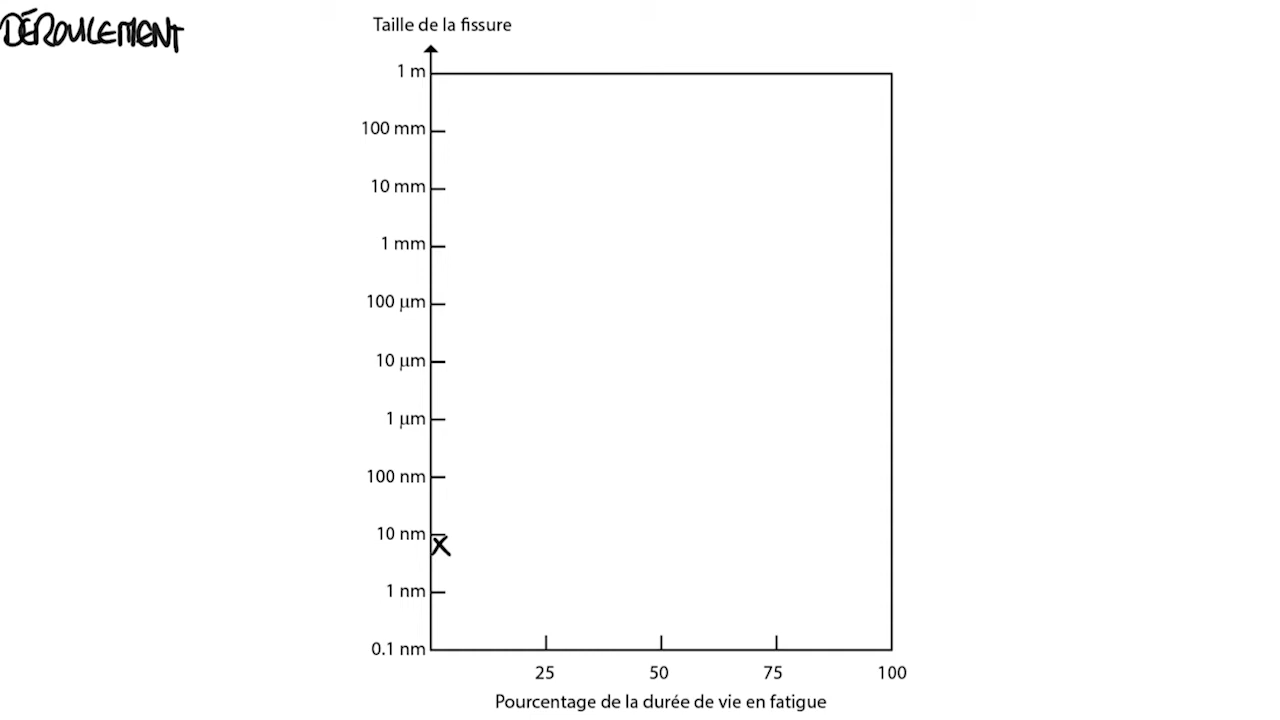 DÉROULEMENT
Taille de la fissure
1 m
100 mm
10 mm
1 mm
100 µm
10 µm
1 µm
100 nm
10 nm
X
1 nm
0.1 nm
25 50 75 100
Pourcentage de la durée de vie en fatigue